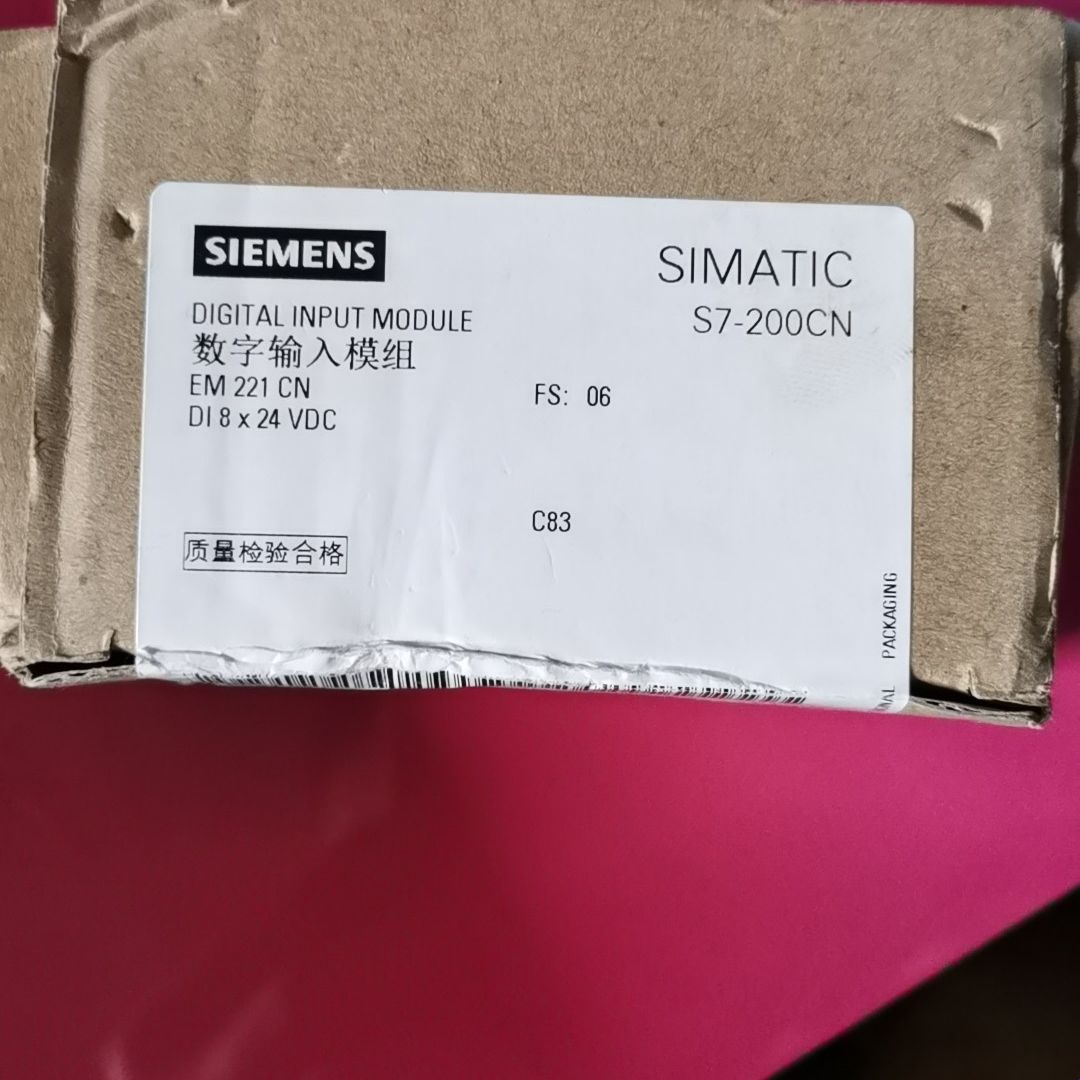 SIEMENS
SIMATIC
S7-200CN
DIGITAL INPUT MODULE
数字输入模组
EM 221 CN
FS: 06
DI 8 x 24 VDC
C83
质量检验合格
PACKAGING